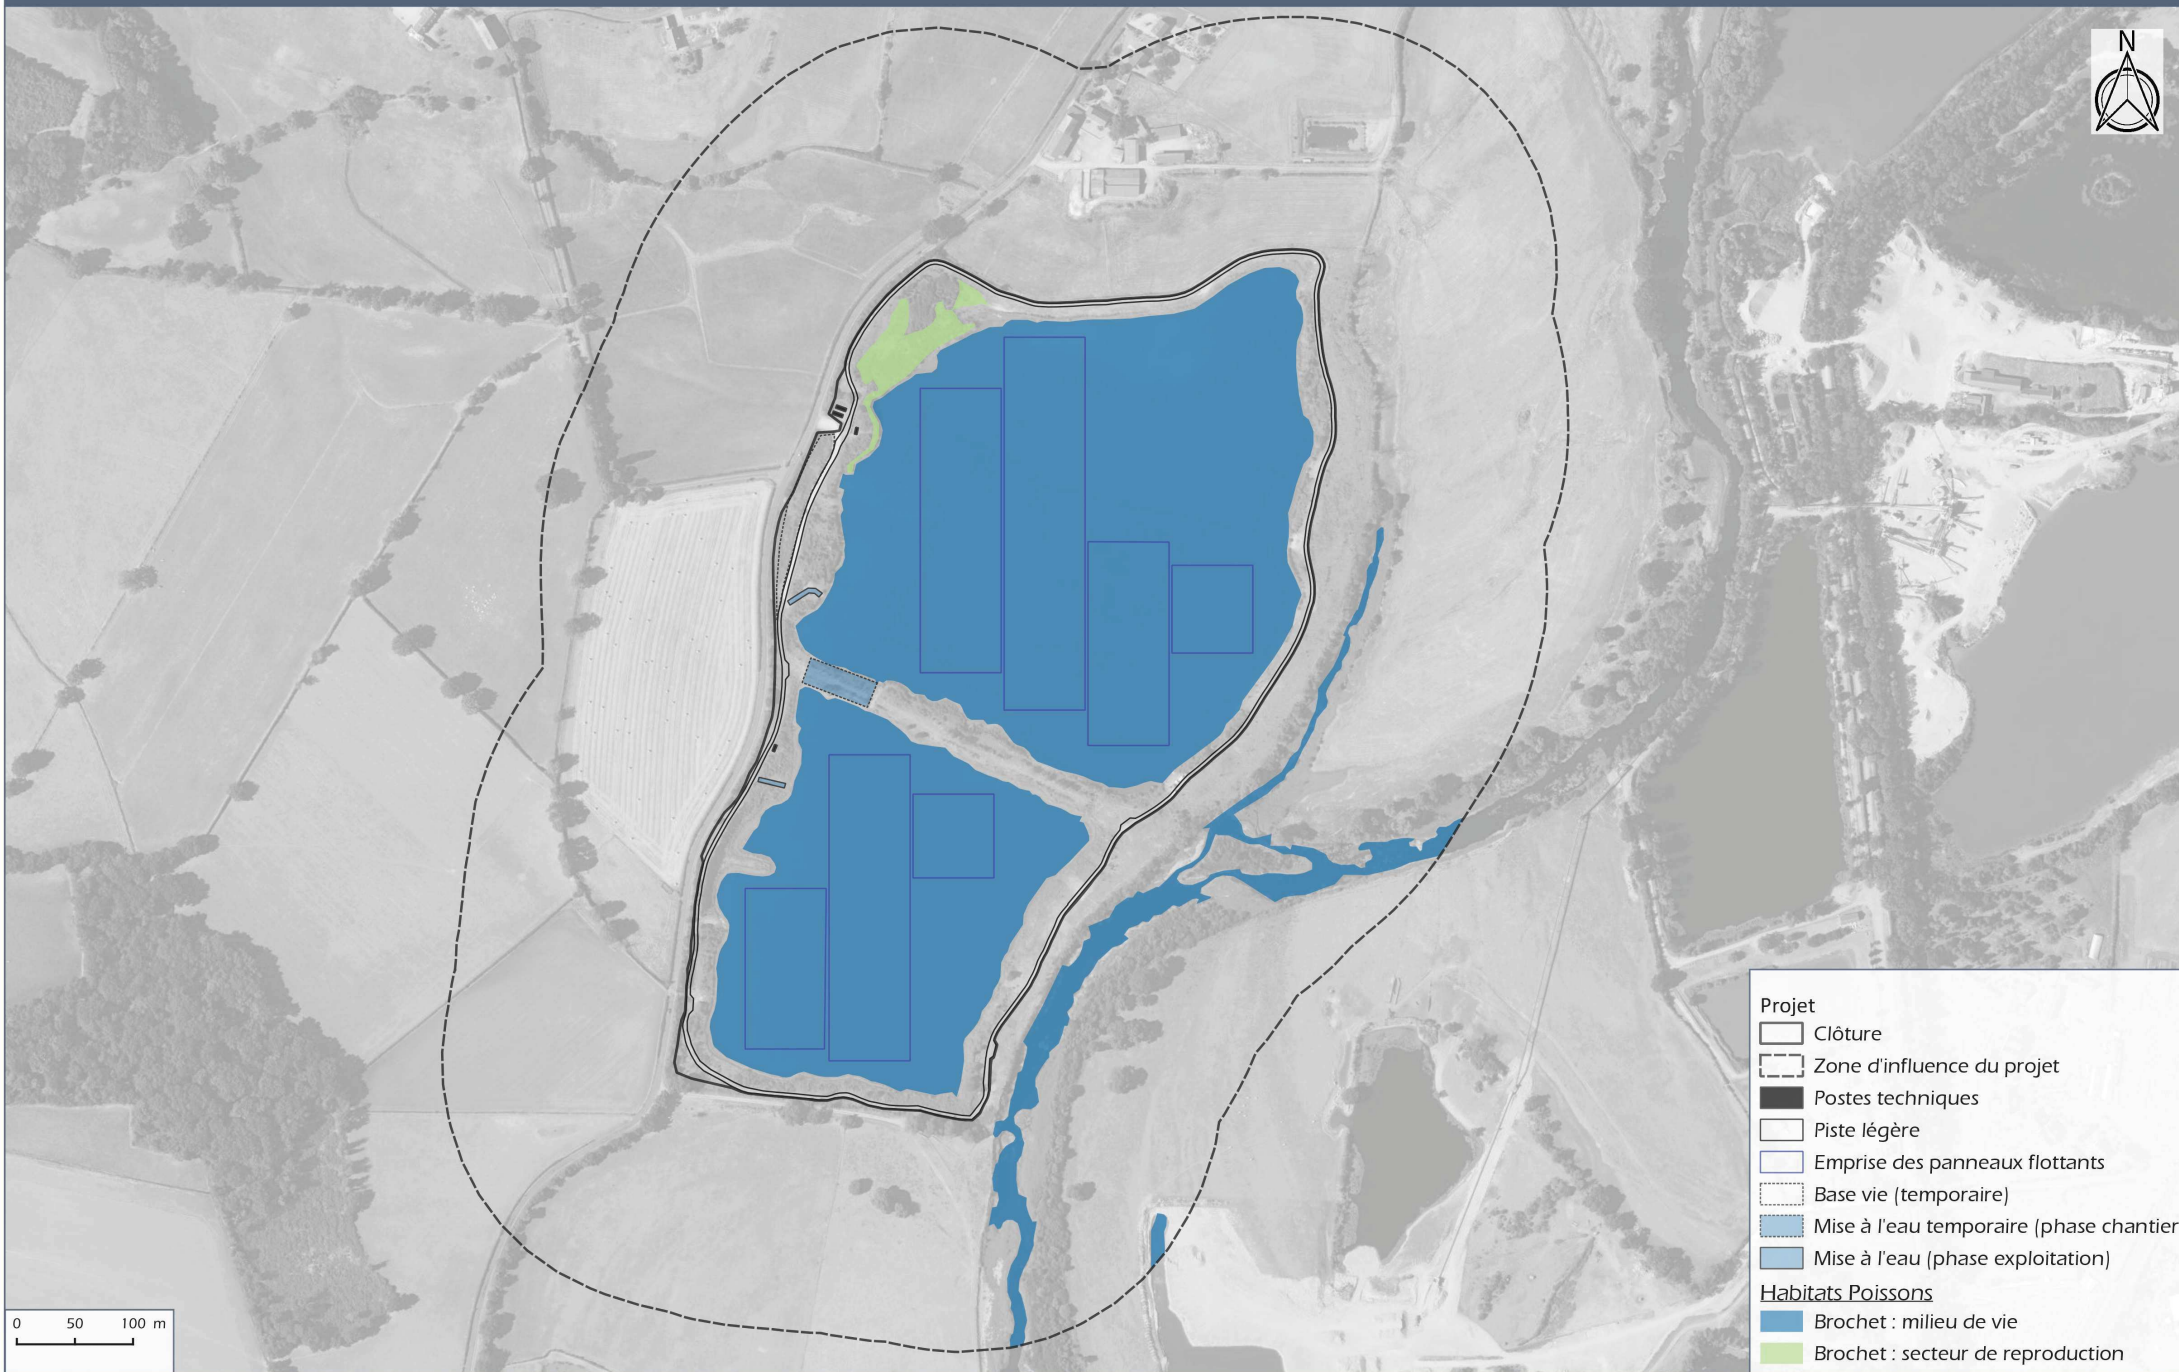 N
Projet
Clôture
Zone d'influence du projet
Postes techniques
Piste légère
Emprise des panneaux flottants
Base vie (temporaire)
Mise à l'eau temporaire (phase chantier
Mise à l'eau (phase exploitation)
Habitats Poissons
Brochet : milieu de vie
Brochet : secteur de reproduction
0 50 100 m